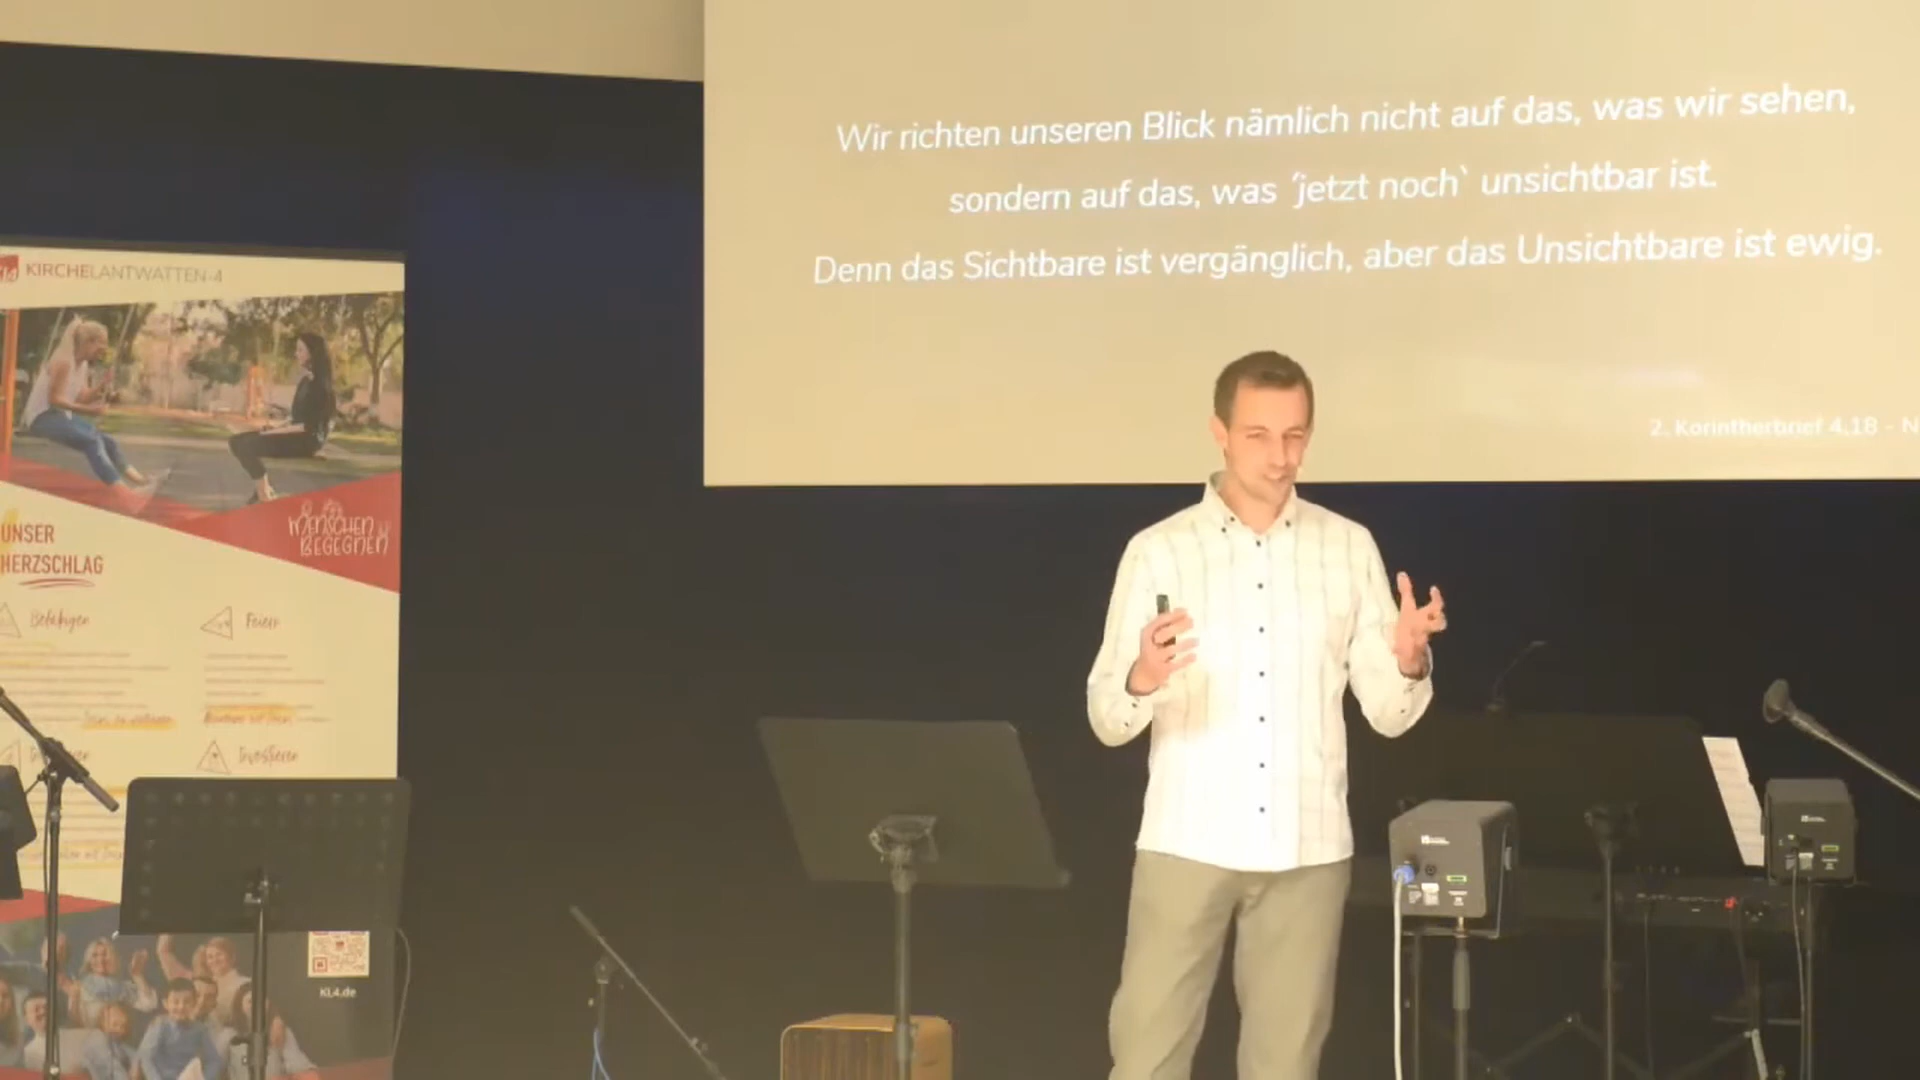 Wir richten unseren Blick nämlich nicht auf das, was wir sehen,
sondern auf das, was ´jetzt noch` unsichtbar ist.
Denn das Sichtbare ist vergänglich, aber das Unsichtbare ist ewig.
2. Korintherbrief 4,18 - N
KIRCHELANTWATTEN·4
MENSCHEN
BEGEGNEN
UNSER
HERZSCHLAG
Befähigen
Feiern
Investieren
KL4.de